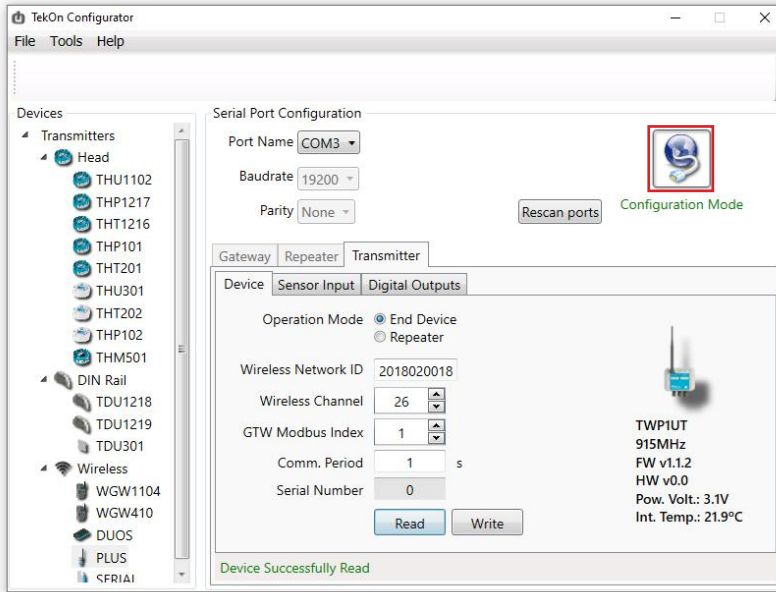 TekOn Configurator
File Tools Help
Devices
Transmitters
Head
THU1102
THP1217
THT1216
THP101
THT201
THU301
THT202
THP102
THM501
DIN Rail
TDU1218
TDU1219
TDU301
Wireless
WGW1104
WGW410
DUOS
PLUS
SERIAL
Serial Port Configuration
Port Name COM3
Baudrate 19200
Parity None
Rescan ports
Configuration Mode
Gateway Repeater Transmitter
Device Sensor Input Digital Outputs
Operation Mode End Device
Repeater
Wireless Network ID 2018020018
Wireless Channel 26
GTW Modbus Index 1
Comm. Period 1 s
Serial Number 0
Read Write
TWP1UT
915MHz
FW v1.1.2
HW v0.0
Pow. Volt.: 3.1V
Int. Temp.: 21.9ºC
Device Successfully Read